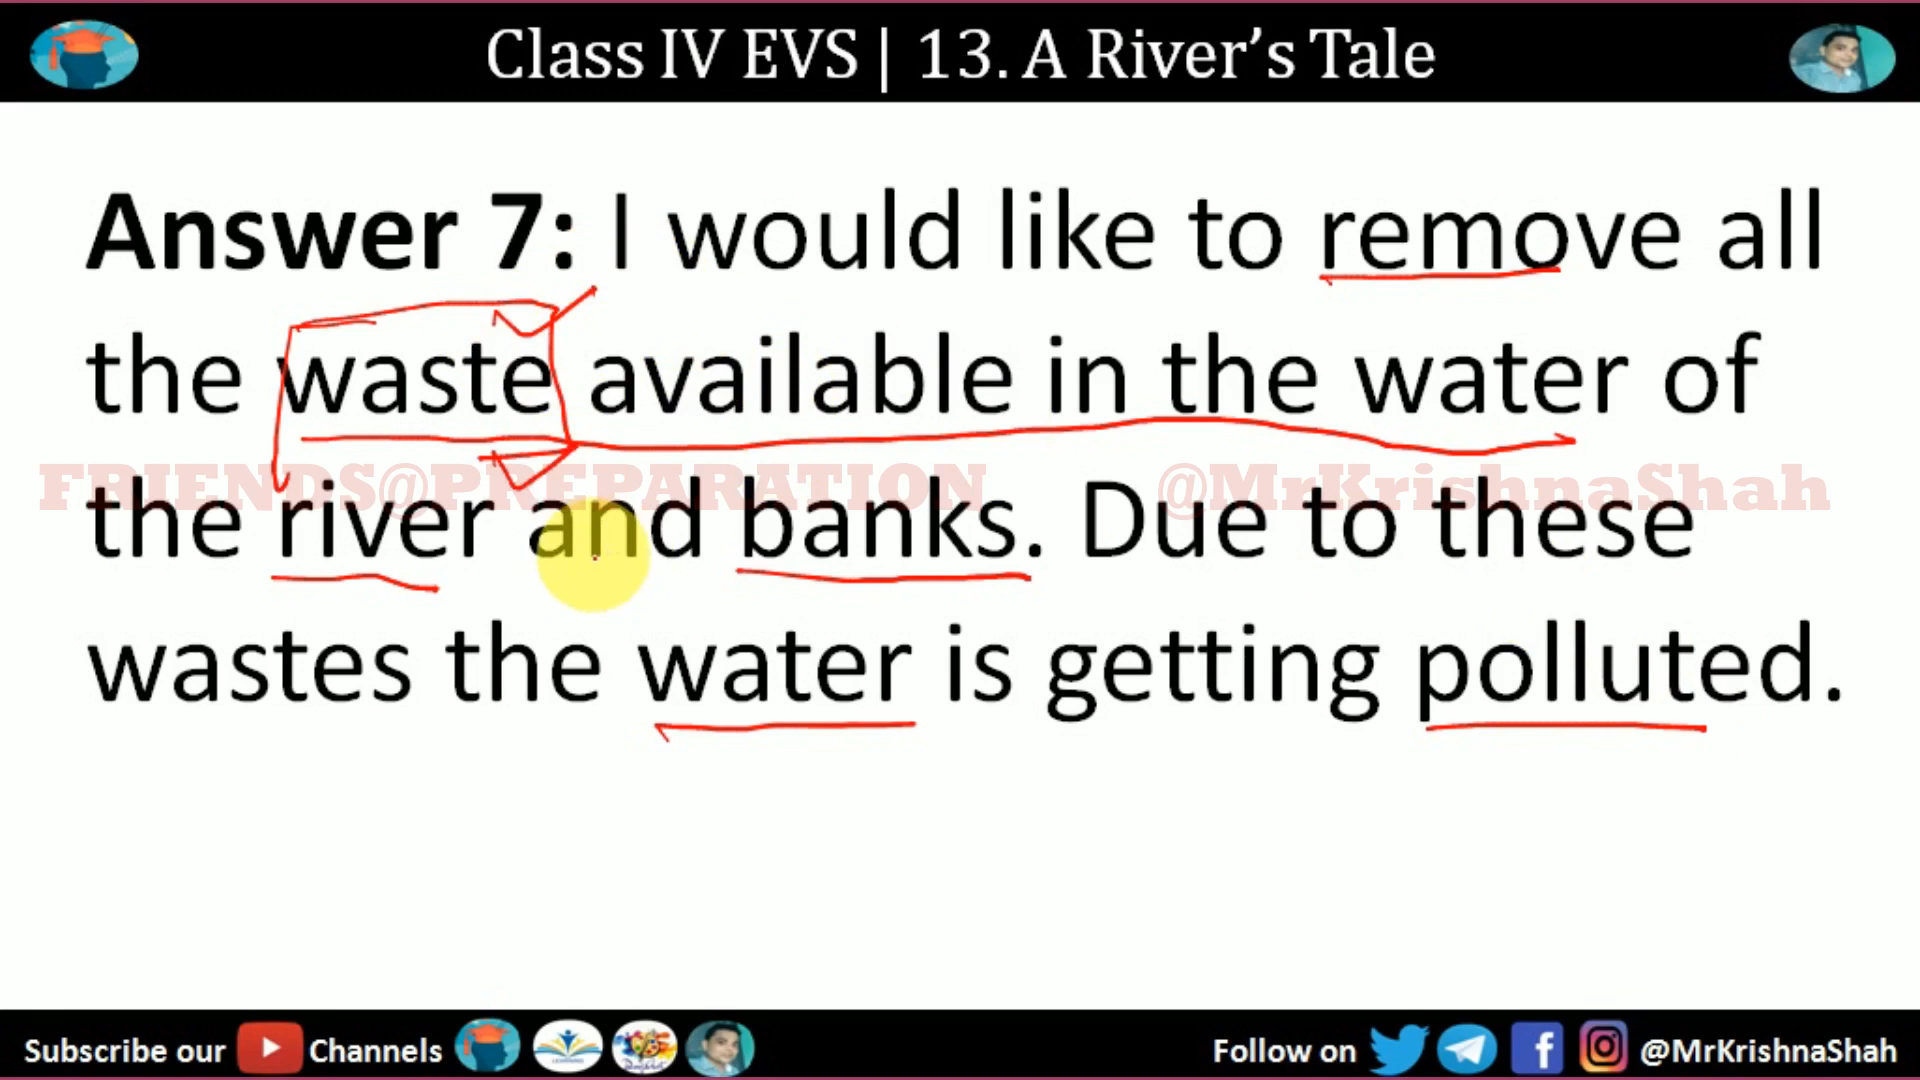 Class IV EVS | 13. A River's Tale
Answer 7: I would like to remove all
the waste available in the water of
FRIENDS@PREPARATION @MrKrishnaShah
the river and banks. Due to these
wastes the water is getting polluted.
Subscribe our Channels Follow on @MrKrishnaShah